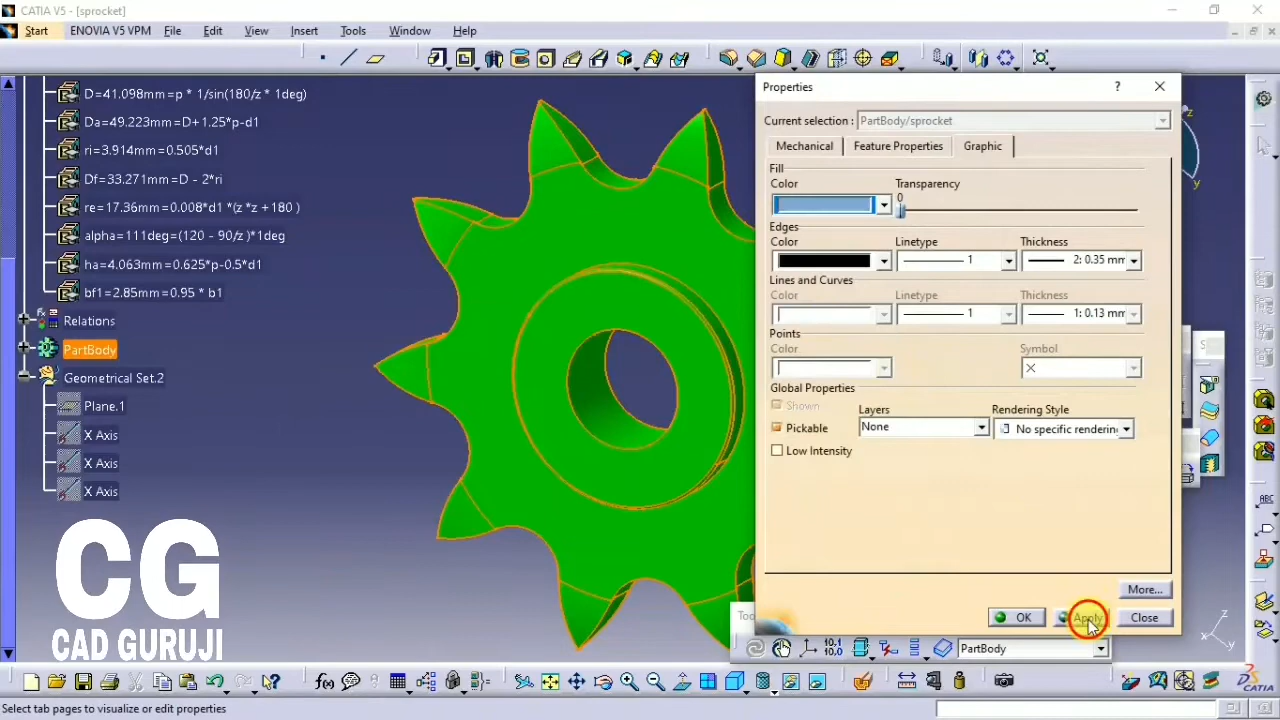 CATIA V5 - [sprocket]
Start ENOVIA V5 VPM File Edit View Insert Tools Window Help
D=41.098mm=p * 1/sin(180/z * 1deg)
Da=49.223mm=D+1.25*p-d1
ri=3.914mm=0.505*d1
Df=33.271mm=D - 2*ri
re=17.36mm=0.008*d1 *(z *z +180 )
alpha=111deg=(120 - 90/z )*1deg
ha=4.063mm=0.625*p-0.5*d1
bf1=2.85mm=0.95 * b1
Relations
PartBody
Geometrical Set.2
Plane.1
X Axis
X Axis
X Axis
CG
CAD GURUJI
Properties
?
Current selection : PartBody/sprocket
Mechanical Feature Properties Graphic
Fill
Color Transparency
0
Edges
Color Linetype Thickness
1 2: 0.35 mm
Lines and Curves
Color Linetype Thickness
1 1: 0.13 mm
Points
Color Symbol
Global Properties
Shown Layers Rendering Style
Pickable None No specific rendering
Low Intensity
More...
OK Apply Close
PartBody
z
y
z
y
S
ABC
10.1
10,0
f(x)
CATIA
Select tab pages to visualize or edit properties